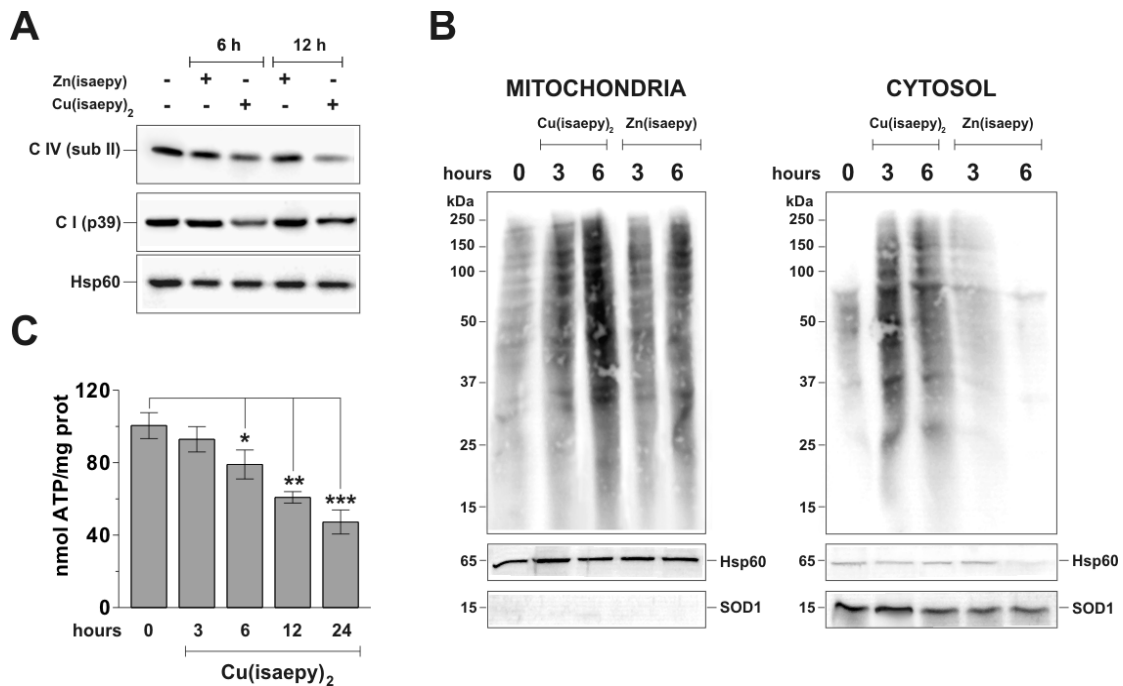 A
6 h 12 h
Zn(isaepy) - + - + -
Cu(isaepy)2 - - + - +
C IV (sub II)
C I (p39)
Hsp60
B
MITOCHONDRIA
Cu(isaepy)2 Zn(isaepy)
hours 0 3 6 3 6
kDa
250
150
100
50
37
25
15
65 Hsp60
15 SOD1
CYTOSOL
Cu(isaepy)2 Zn(isaepy)
hours 0 3 6 3 6
kDa
250
150
100
50
37
25
15
65 Hsp60
15 SOD1
C
nmol ATP/mg prot
120
80
40
0
*
**
***
hours 0 3 6 12 24
Cu(isaepy)2